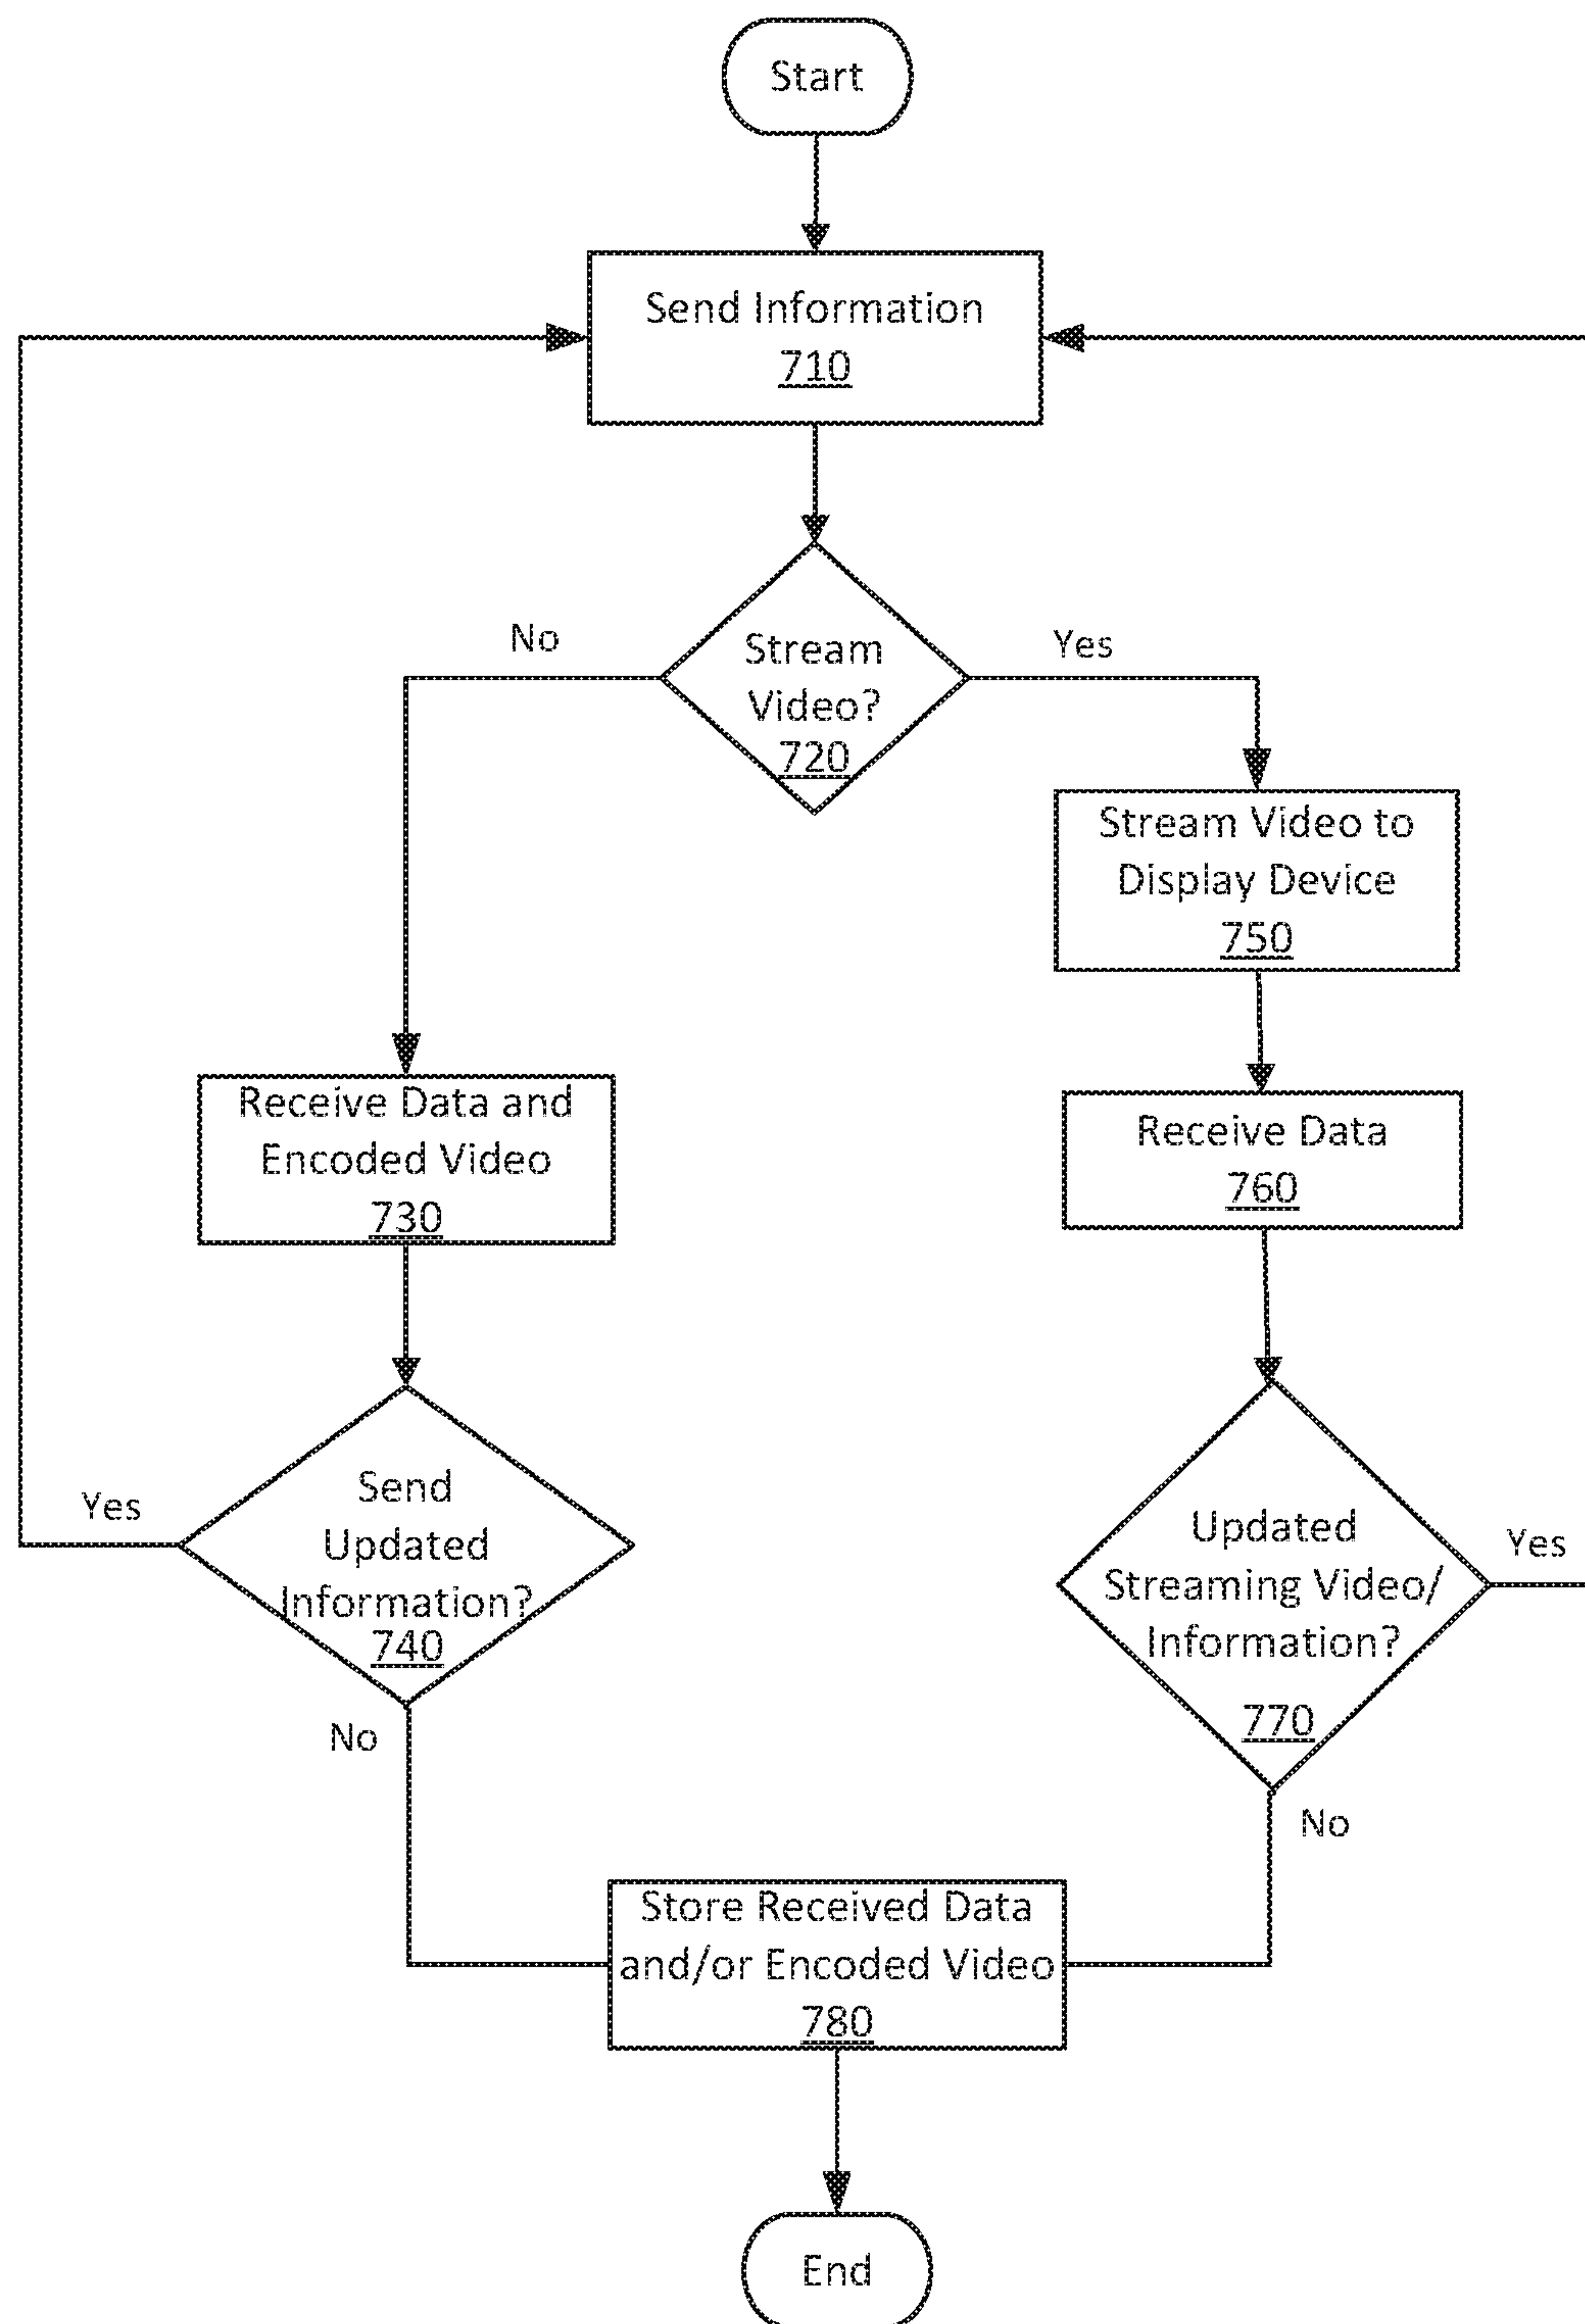 Start
Send Information
710
No
Yes
Stream
Video?
720
Stream Video to
Display Device
750
Receive Data and
Encoded Video
730
Receive Data
760
Yes
Send
Updated
Information?
740
No
Updated
Streaming Video/
Information?
770
Yes
No
Store Received Data
and/or Encoded Video
780
End